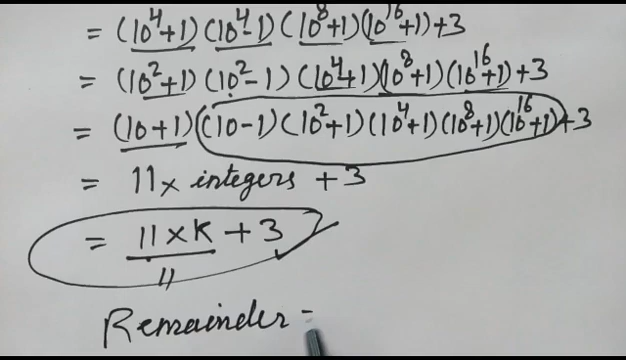 = (10⁴+1)(10⁴-1)(10⁸+1)(10¹⁶+1)+3
= (10²+1)(10²-1)(10⁴+1)(10⁸+1)(10¹⁶+1)+3
= (10+1)(10-1)(10²+1)(10⁴+1)(10⁸+1)(10¹⁶+1)+3
= 11 × integers + 3
= 11×K + 3
11
Remainder =